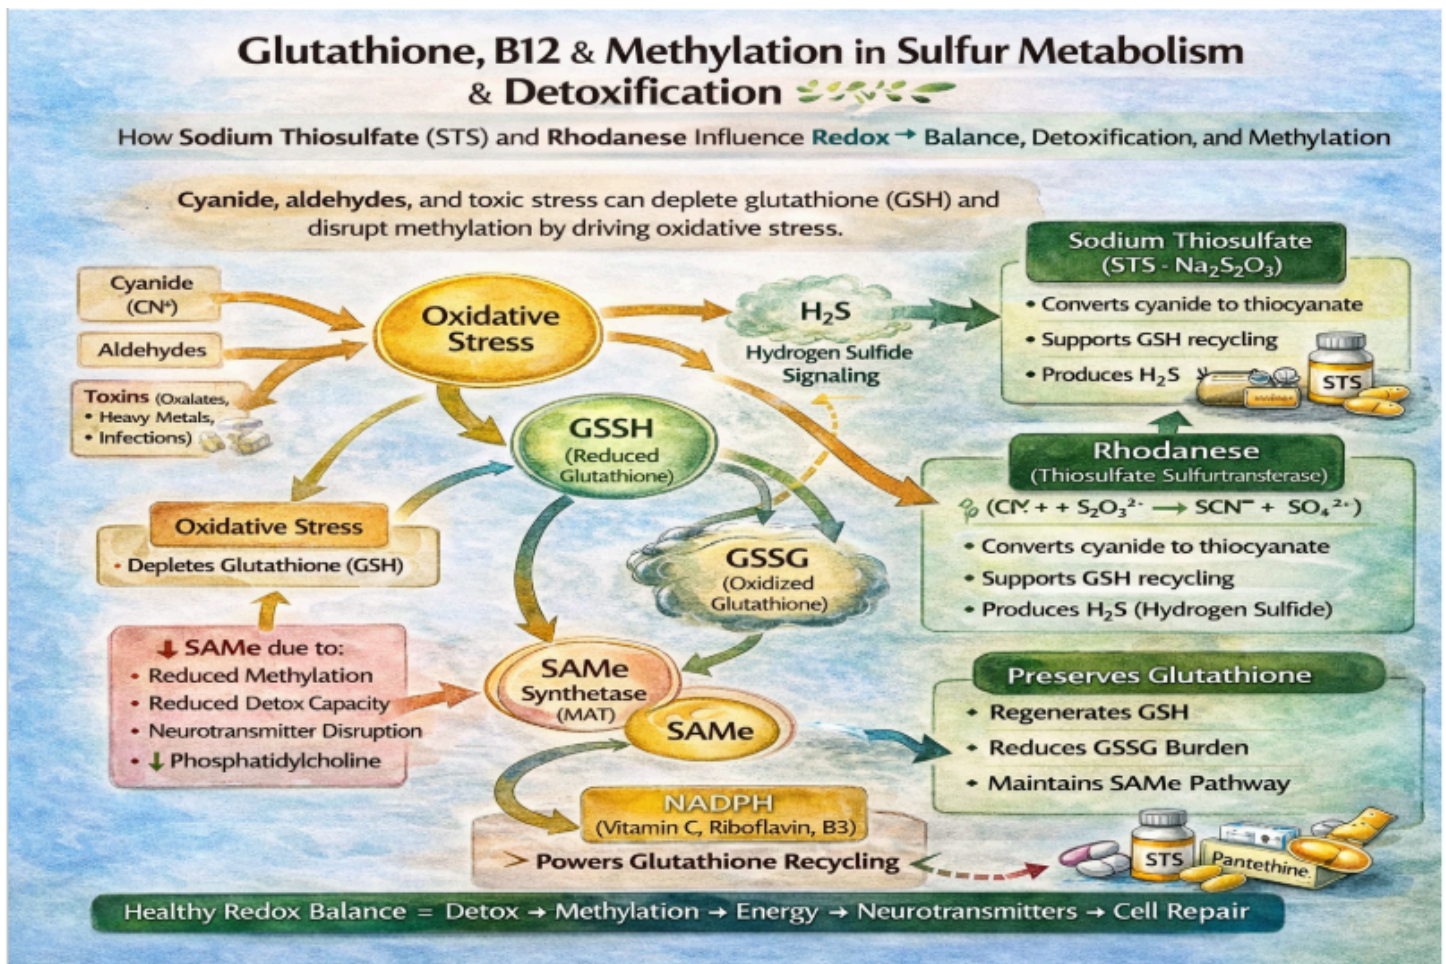 Glutathione, B12 & Methylation in Sulfur Metabolism
& Detoxification
How Sodium Thiosulfate (STS) and Rhodanese Influence Redox → Balance, Detoxification, and Methylation
Cyanide, aldehydes, and toxic stress can deplete glutathione (GSH) and
disrupt methylation by driving oxidative stress.
Cyanide
(CN⁺)
Aldehydes
Toxins (Oxalates,
• Heavy Metals,
• Infections)
Oxidative
Stress
H₂S
Hydrogen Sulfide
Signaling
Sodium Thiosulfate
(STS - Na₂S₂O₃)
• Converts cyanide to thiocyanate
• Supports GSH recycling
• Produces H₂S
STS
GSSH
(Reduced
Glutathione)
Rhodanese
(Thiosulfate Sulfurtransferase)
+ + S₂O₃²⁻ → SCN⁻ + SO₄²⁻)
• Converts cyanide to thiocyanate
• Supports GSH recycling
• Produces H₂S (Hydrogen Sulfide)
Oxidative Stress
• Depletes Glutathione (GSH)
GSSG
(Oxidized
Glutathione)
↓ SAMe due to:
• Reduced Methylation
• Reduced Detox Capacity
• Neurotransmitter Disruption
• ↓ Phosphatidylcholine
SAMe
Synthetase
(MAT)
SAMe
Preserves Glutathione
• Regenerates GSH
• Reduces GSSG Burden
• Maintains SAMe Pathway
NADPH
(Vitamin C, Riboflavin, B3)
> Powers Glutathione Recycling
STS
Pantethine.
Healthy Redox Balance = Detox → Methylation → Energy → Neurotransmitters → Cell Repair